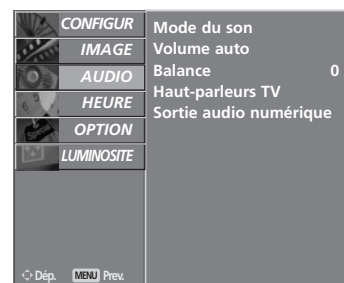 CONFIGUR
IMAGE
AUDIO
HEURE
OPTION
LUMINOSITE
Mode du son
Volume auto
Balance 0
Haut-parleurs TV
Sortie audio numérique
Dép. MENU Prev.